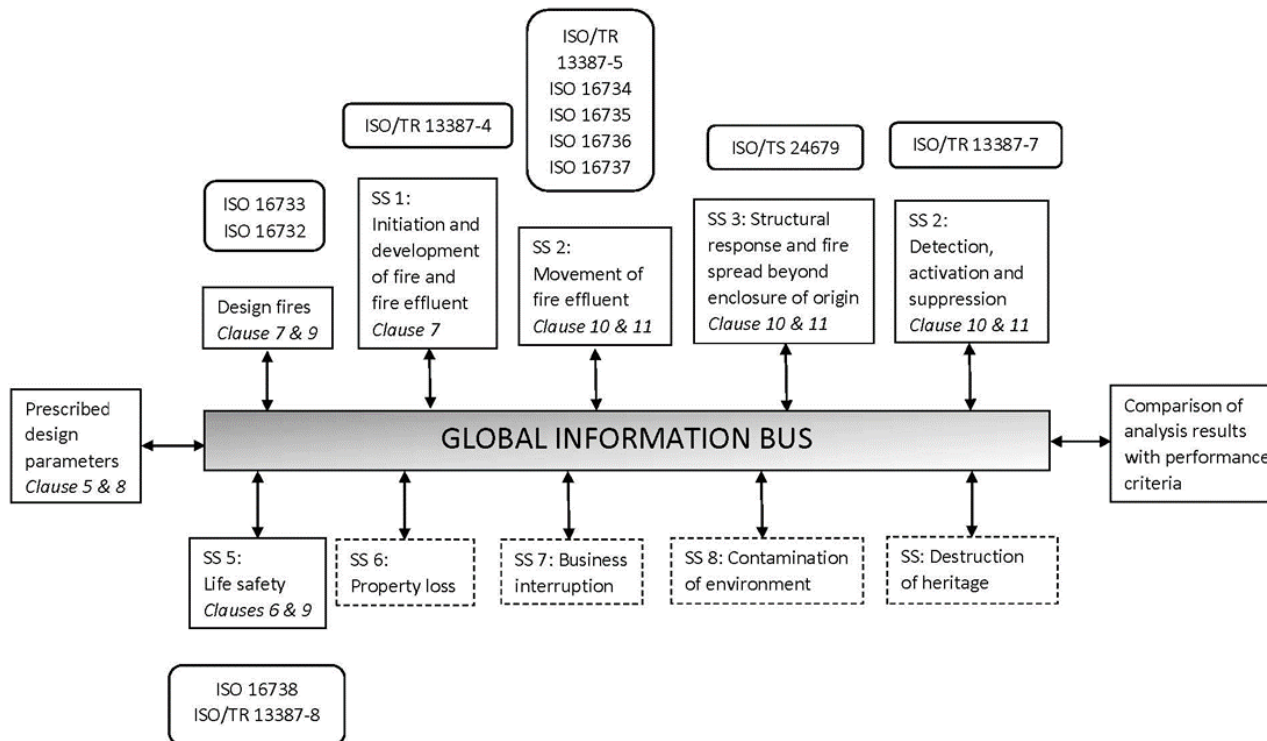 ISO/TR
13387-5
ISO 16734
ISO 16735
ISO 16736
ISO 16737
ISO/TR 13387-4
ISO/TS 24679
ISO/TR 13387-7
ISO 16733
ISO 16732
SS 1:
Initiation and
development
of fire and
fire effluent
Clause 7
SS 2:
Movement of
fire effluent
Clause 10 & 11
SS 3: Structural
response and fire
spread beyond
enclosure of origin
Clause 10 & 11
SS 2:
Detection,
activation and
suppression
Clause 10 & 11
Design fires
Clause 7 & 9
Prescribed
design
parameters
Clause 5 & 8
GLOBAL INFORMATION BUS
Comparison of
analysis results
with performance
criteria
SS 5:
Life safety
Clauses 6 & 9
SS 6:
Property loss
SS 7: Business
interruption
SS 8: Contamination
of environment
SS: Destruction
of heritage
ISO 16738
ISO/TR 13387-8